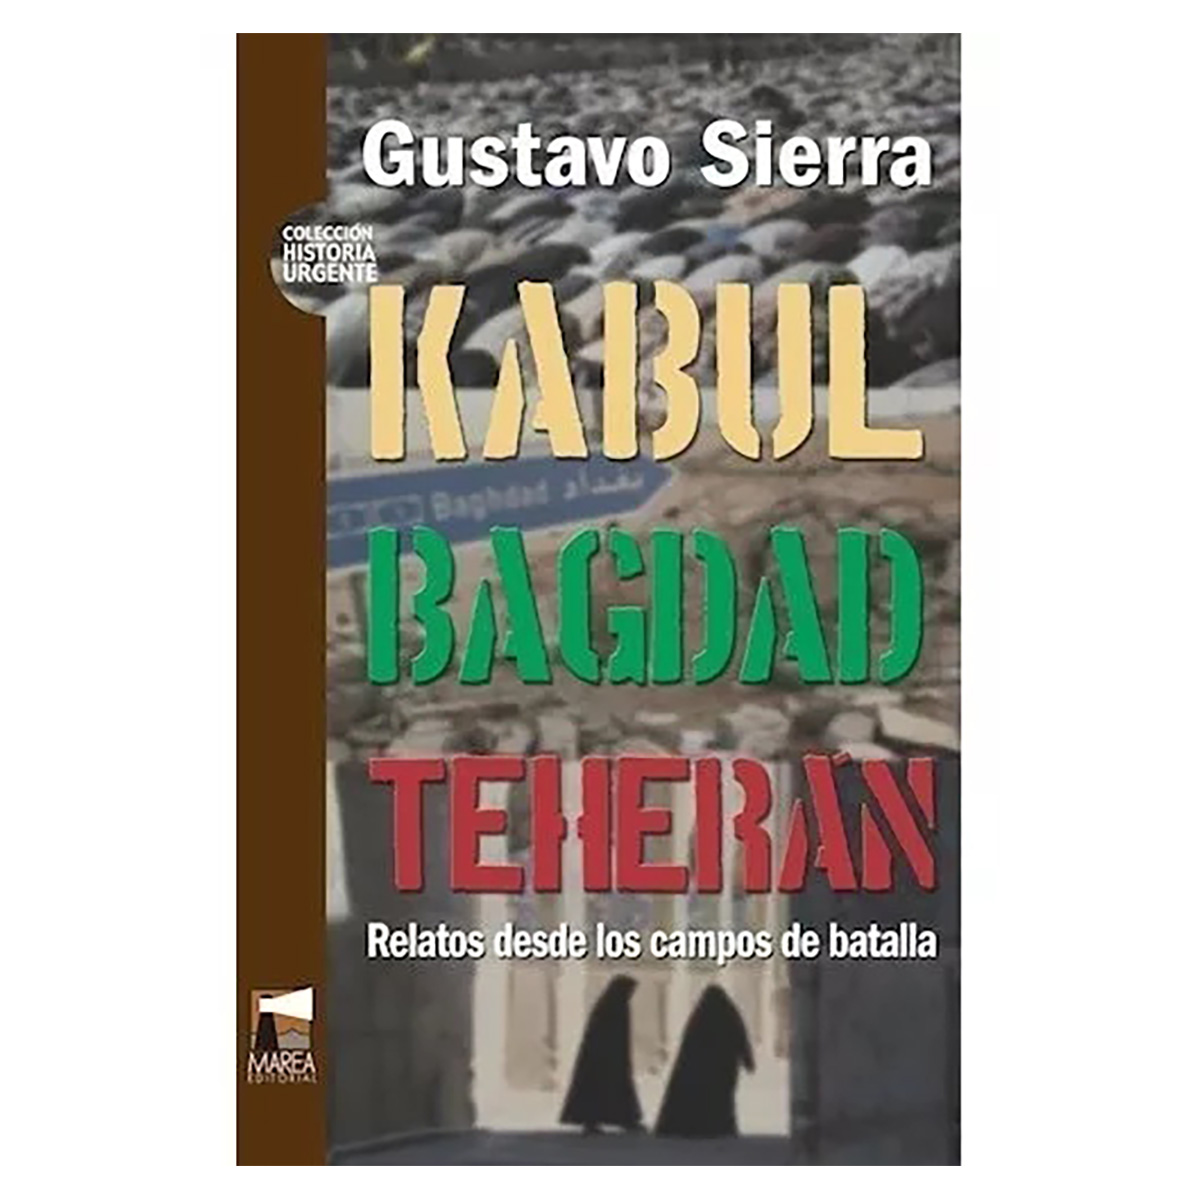 Gustavo Sierra
COLECCIÓN
HISTORIA
URGENTE
KABUL
Baghdad بغداد
BAGDAD
TEHERÁN
Relatos desde los campos de batalla
MAREA
EDITORIAL